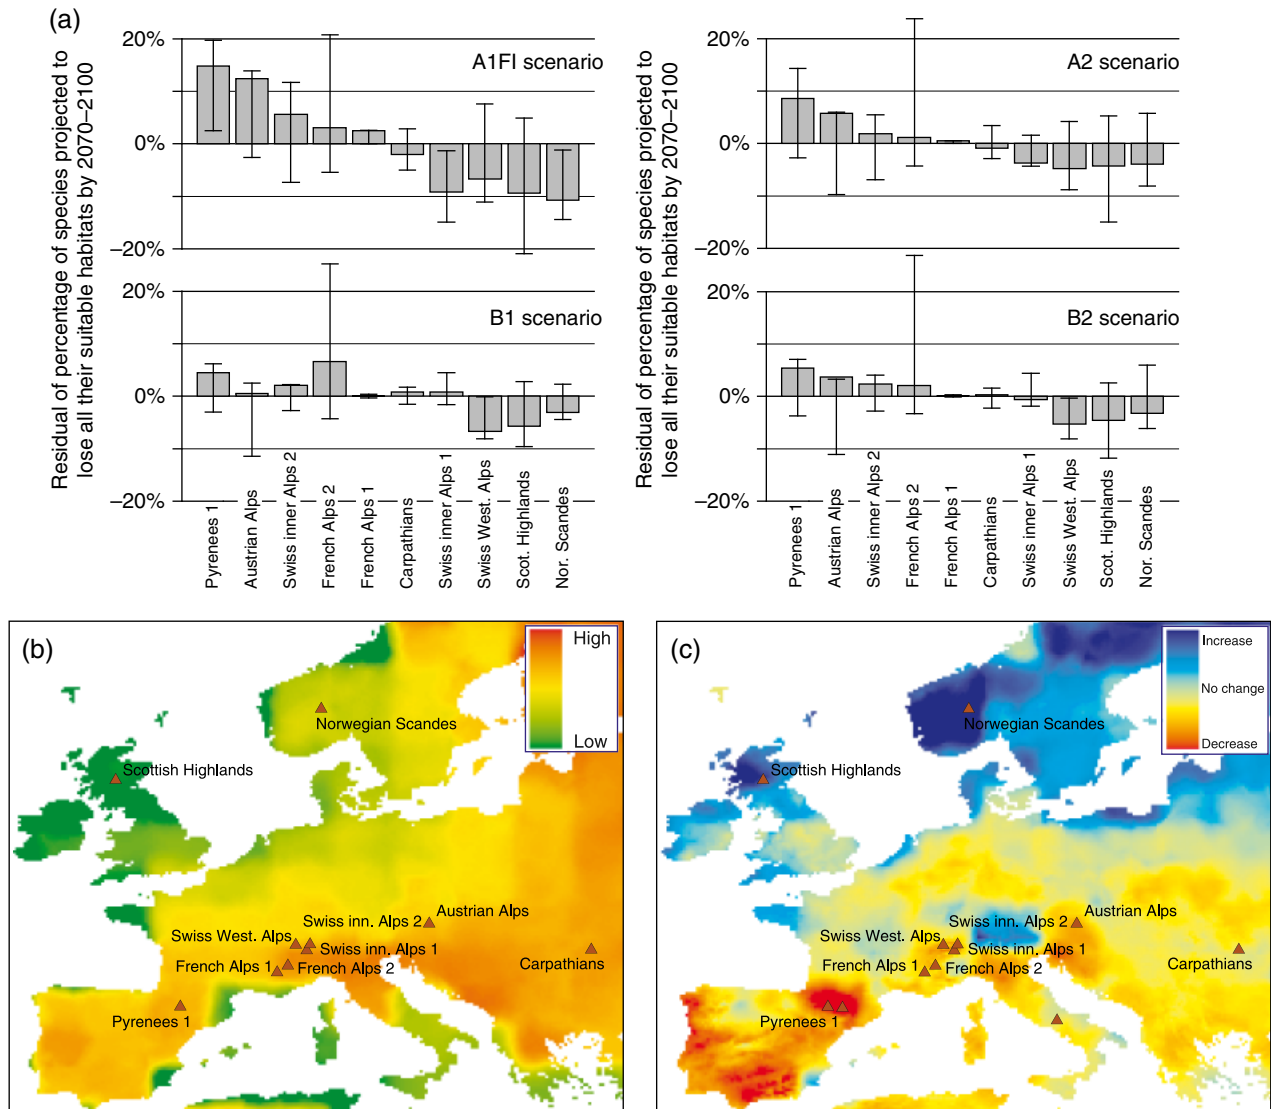 (a)
Residual of percentage of species projected to
lose all their suitable habitats by 2070–2100
20%
0%
–20%
A1FI scenario
20%
0%
–20%
A2 scenario
Residual of percentage of species projected to
lose all their suitable habitats by 2070–2100
20%
0%
–20%
B1 scenario
20%
0%
–20%
B2 scenario
Pyrenees 1
Austrian Alps
Swiss inner Alps 2
French Alps 2
French Alps 1
Carpathians
Swiss inner Alps 1
Swiss West. Alps
Scot. Highlands
Nor. Scandes
Pyrenees 1
Austrian Alps
Swiss inner Alps 2
French Alps 2
French Alps 1
Carpathians
Swiss inner Alps 1
Swiss West. Alps
Scot. Highlands
Nor. Scandes
(b)
High
Low
Norwegian Scandes
Scottish Highlands
Austrian Alps
Swiss inn. Alps 2
Swiss West. Alps
Swiss inn. Alps 1
French Alps 1
French Alps 2
Carpathians
Pyrenees 1
(c)
Increase
No change
Decrease
Norwegian Scandes
Scottish Highlands
Austrian Alps
Swiss inn. Alps 2
Swiss West. Alps
Swiss inn. Alps 1
French Alps 1
French Alps 2
Carpathians
Pyrenees 1